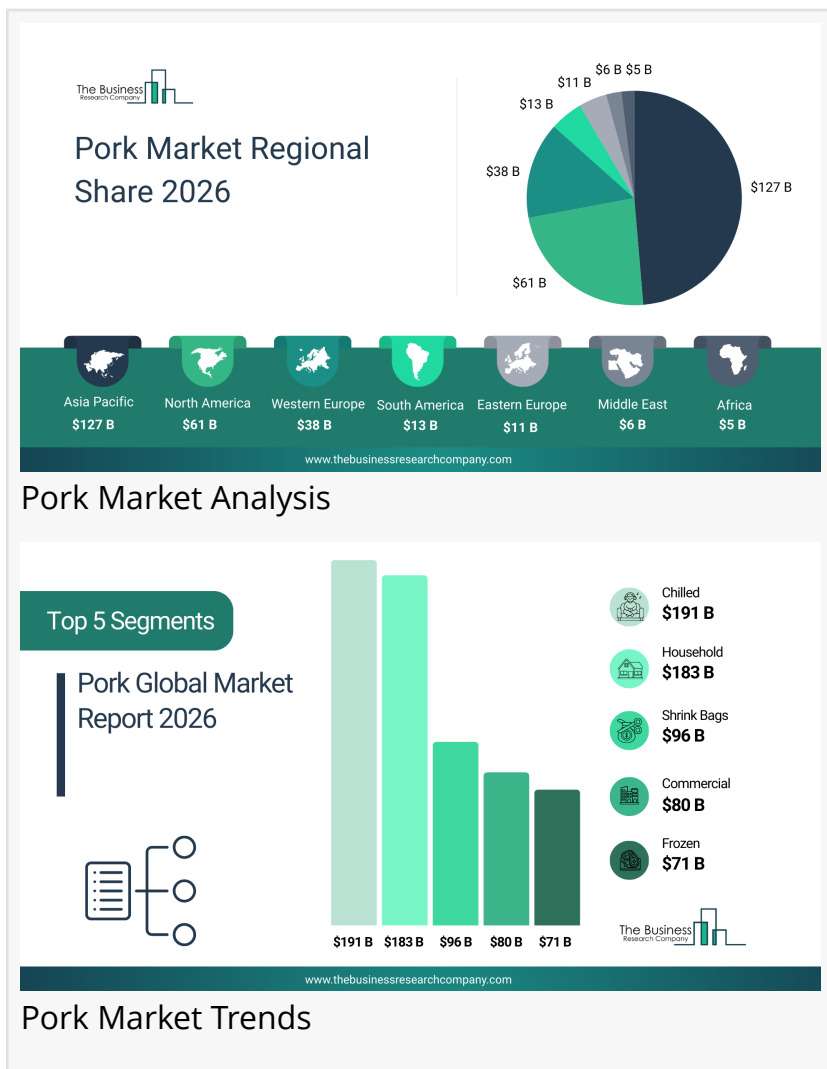 The Business
Research Company
Pork Market Regional
Share 2026
$6 B $5 B
$11 B
$13 B
$38 B
$127 B
$61 B
Asia Pacific
$127 B
North America
$61 B
Western Europe
$38 B
South America
$13 B
Eastern Europe
$11 B
Middle East
$6 B
Africa
$5 B
www.thebusinessresearchcompany.com
Pork Market Analysis
Top 5 Segments
Pork Global Market
Report 2026
$191 B $183 B $96 B $80 B $71 B
Chilled
$191 B
Household
$183 B
Shrink Bags
$96 B
Commercial
$80 B
Frozen
$71 B
The Business
Research Company
www.thebusinessresearchcompany.com
Pork Market Trends